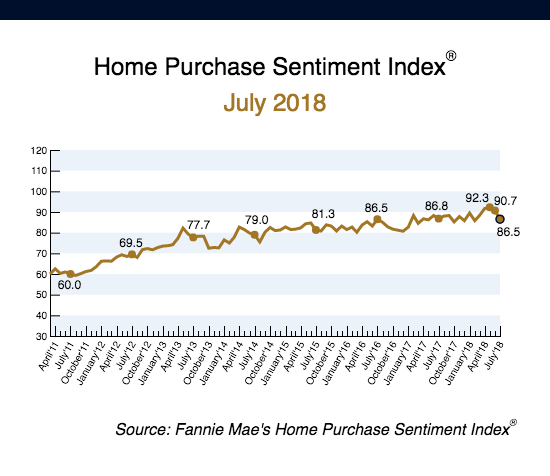 Home Purchase Sentiment Index®
July 2018
120
110
100
90
80
70
60
50
40
30
60.0
69.5
77.7
79.0
81.3
86.5
86.8
92.3
90.7
86.5
April'11
July'11
October'11
January'12
April'12
July'12
October'12
January'13
April'13
July'13
October'13
January'14
April'14
July'14
October'14
January'15
April'15
July'15
October'15
January'16
April'16
July'16
October'16
January'17
April'17
July'17
October'17
January'18
April'18
July'18
Source: Fannie Mae's Home Purchase Sentiment Index®